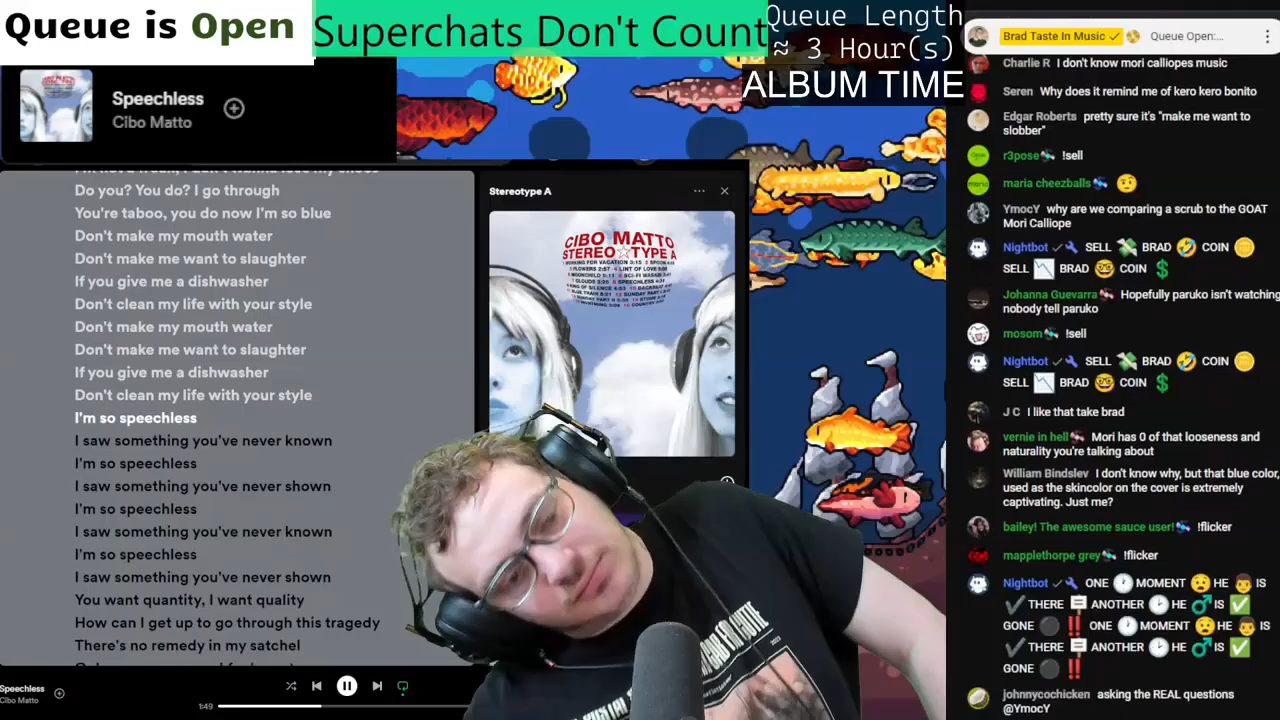 Queue is Open
Superchats Don't Count
Queue Length
≈ 3 Hour(s)
ALBUM TIME
Speechless
Cibo Matto
Do you? You do? I go through
You're taboo, you do now I'm so blue
Don't make my mouth water
Don't make me want to slaughter
If you give me a dishwasher
Don't clean my life with your style
Don't make my mouth water
Don't make me want to slaughter
If you give me a dishwasher
Don't clean my life with your style
I'm so speechless
I saw something you've never known
I'm so speechless
I saw something you've never shown
I'm so speechless
I saw something you've never known
I'm so speechless
I saw something you've never shown
You want quantity, I want quality
How can I get up to go through this tragedy
There's no remedy in my satchel
Stereotype A
CIBO MATTO
STEREO☆TYPE A
Speechless
Cibo Matto
1:49
Brad Taste In Music ✓
Queue Open:...
Charlie R I don't know mori calliopes music
Seren Why does it remind me of kero kero bonito
Edgar Roberts pretty sure it's "make me want to
slobber"
r3pose !sell
maria cheezballs 🤨
YmocY why are we comparing a scrub to the GOAT
Mori Calliope
Nightbot SELL 💸 BRAD 🤣 COIN 🪙
SELL 📉 BRAD 🤓 COIN 💲
Johanna Guevarra Hopefully paruko isn't watching
nobody tell paruko
mosom !sell
Nightbot SELL 💸 BRAD 🤣 COIN 🪙
SELL 📉 BRAD 🤓 COIN 💲
J C I like that take brad
vernie in hell Mori has 0 of that looseness and
naturality you're talking about
William Bindslev I don't know why, but that blue color,
used as the skincolor on the cover is extremely
captivating. Just me?
bailey! The awesome sauce user! !flicker
mapplethorpe grey !flicker
Nightbot ONE 🕐 MOMENT 😧 HE 👨 IS
✔ THERE 🪧 ANOTHER 🕑 HE ♂ IS ✅
GONE ⚫ ‼ ONE 🕐 MOMENT 😧 HE 👨 IS
✔ THERE 🪧 ANOTHER 🕑 HE ♂ IS ✅
GONE ⚫ ‼
johnnycochicken asking the REAL questions
@YmocY